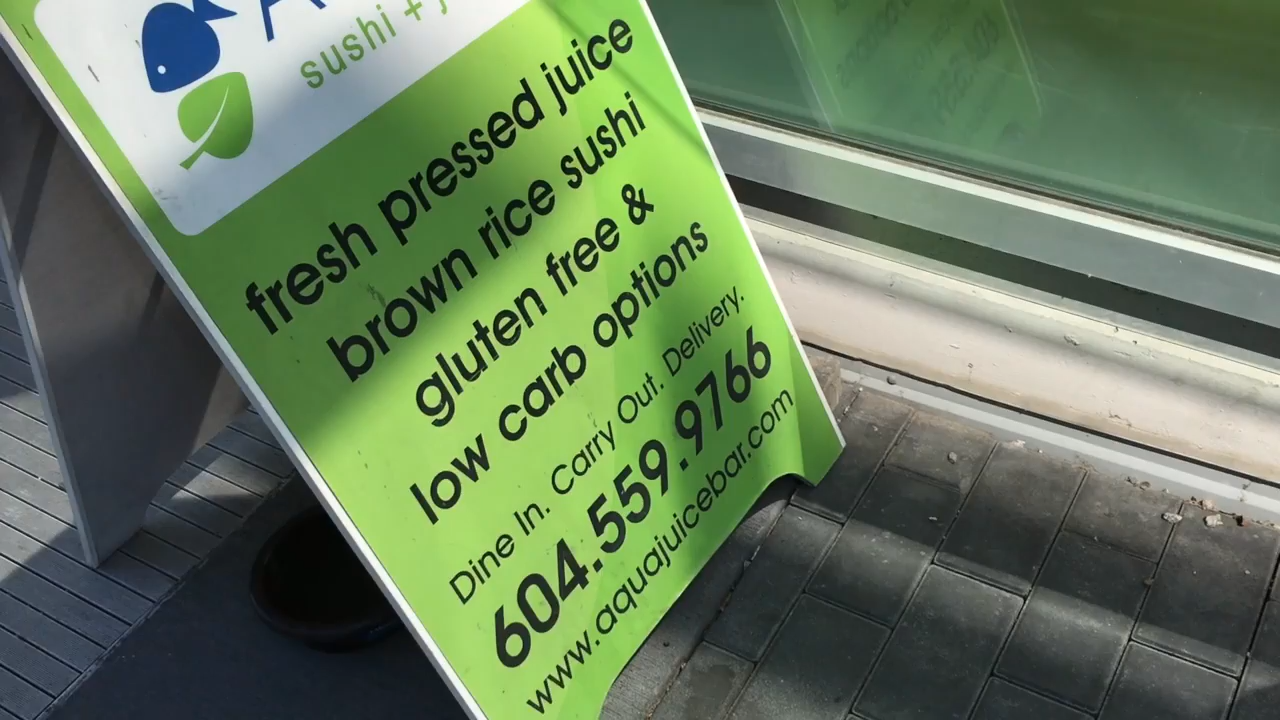 sushi +
fresh pressed juice
brown rice sushi
gluten free &
low carb options
Dine In. Carry Out. Delivery.
604.559.9766
www.aquajuicebar.com